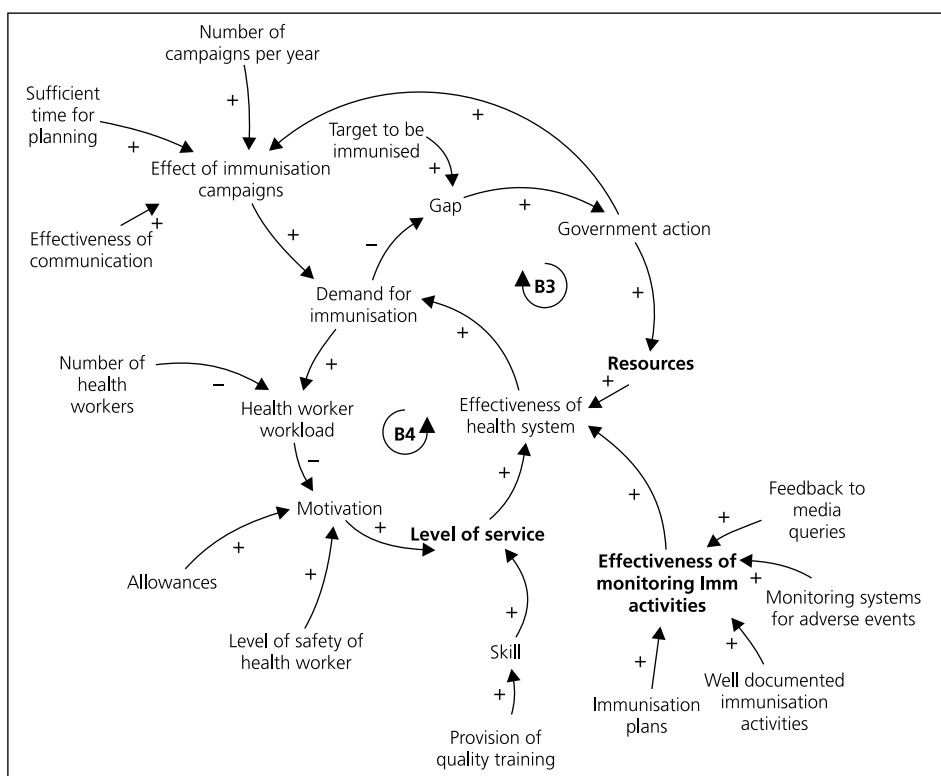 Number of
campaigns per year
Sufficient
time for
planning
+
+
+
Target to be
immunised
+
Effect of immunisation
campaigns
Gap
+
+
Effectiveness of
communication
Government action
+
–
B3
Demand for
immunisation
+
+
+
Number of
health
workers
–
Resources
+
Health worker
workload
B4
Effectiveness of
health system
–
+
+
Motivation
+
Level of service
Feedback to
media
queries
+
Allowances
+
+
Effectiveness of
monitoring Imm
activities
+
Monitoring systems
for adverse events
Level of safety of
health worker
+
Skill
+
+
+
Immunisation
plans
Well documented
immunisation
activities
Provision of
quality training